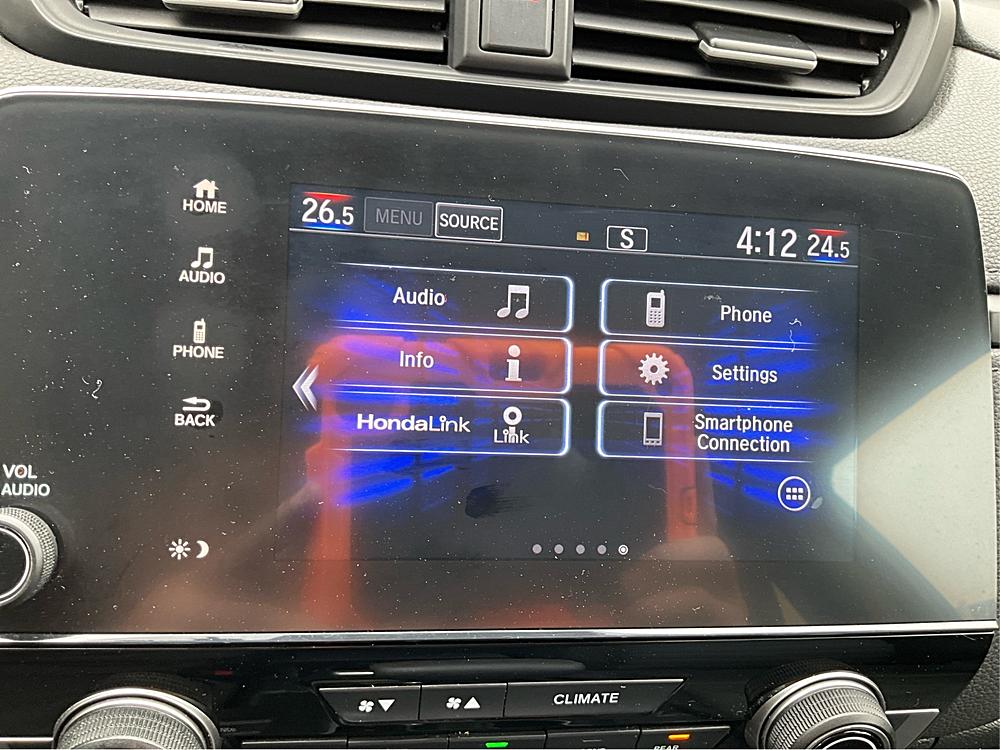 HOME
AUDIO
PHONE
BACK
VOL
AUDIO
26.5
MENU
SOURCE
S
4:12
24.5
Audio
Phone
Info
Settings
HondaLink
Link
Smartphone
Connection
CLIMATE
REAR